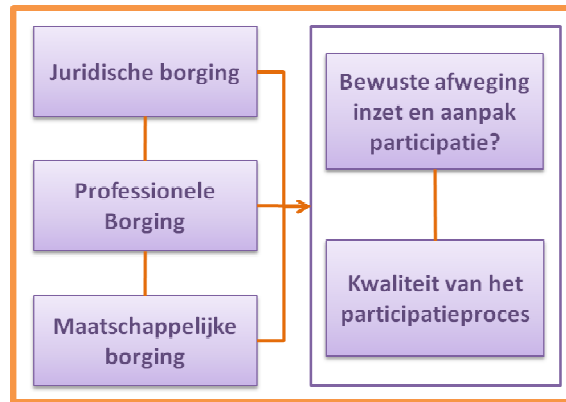 Juridische borging
Professionele
Borging
Maatschappelijke
borging
Bewuste afweging
inzet en aanpak
participatie?
Kwaliteit van het
participatieproces